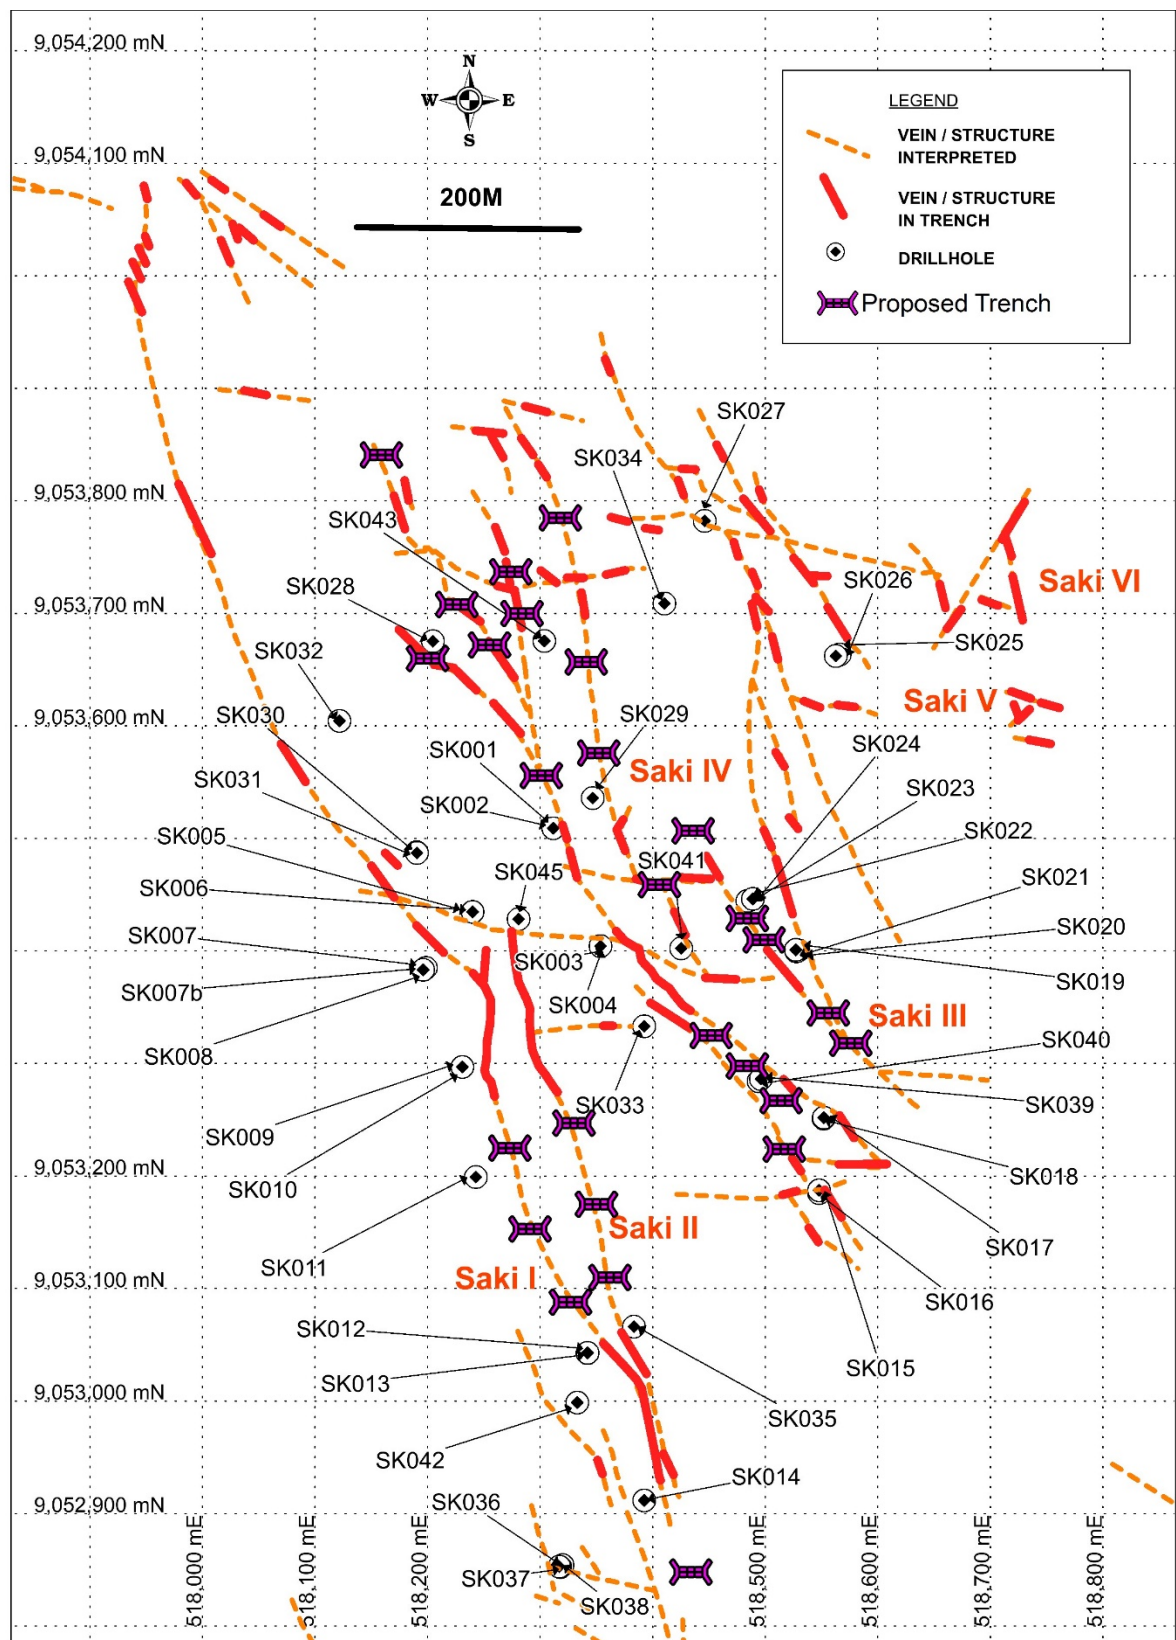 9,054,200 mN
N
W
E
S
LEGEND
VEIN / STRUCTURE
INTERPRETED
9,054,100 mN
200M
VEIN / STRUCTURE
IN TRENCH
DRILLHOLE
Proposed Trench
SK027
SK034
9,053,800 mN
SK043
SK026
Saki VI
SK028
9,053,700 mN
SK025
SK032
Saki V
SK030
9,053,600 mN
SK029
SK024
SK001
SK031
Saki IV
SK023
SK002
SK022
SK005
SK045
SK041
SK021
SK006
SK020
SK007
SK003
SK019
SK007b
SK004
Saki III
SK008
SK040
SK033
SK039
SK009
9,053,200 mN
SK018
SK010
Saki II
SK017
SK011
Saki I
9,053,100 mN
SK016
SK012
SK015
SK013
9,053,000 mN
SK035
SK042
SK014
SK036
9,052,900 mN
SK037
SK038
518,000 mE
518,100 mE
518,200 mE
518,500 mE
518,600 mE
518,700 mE
518,800 mE